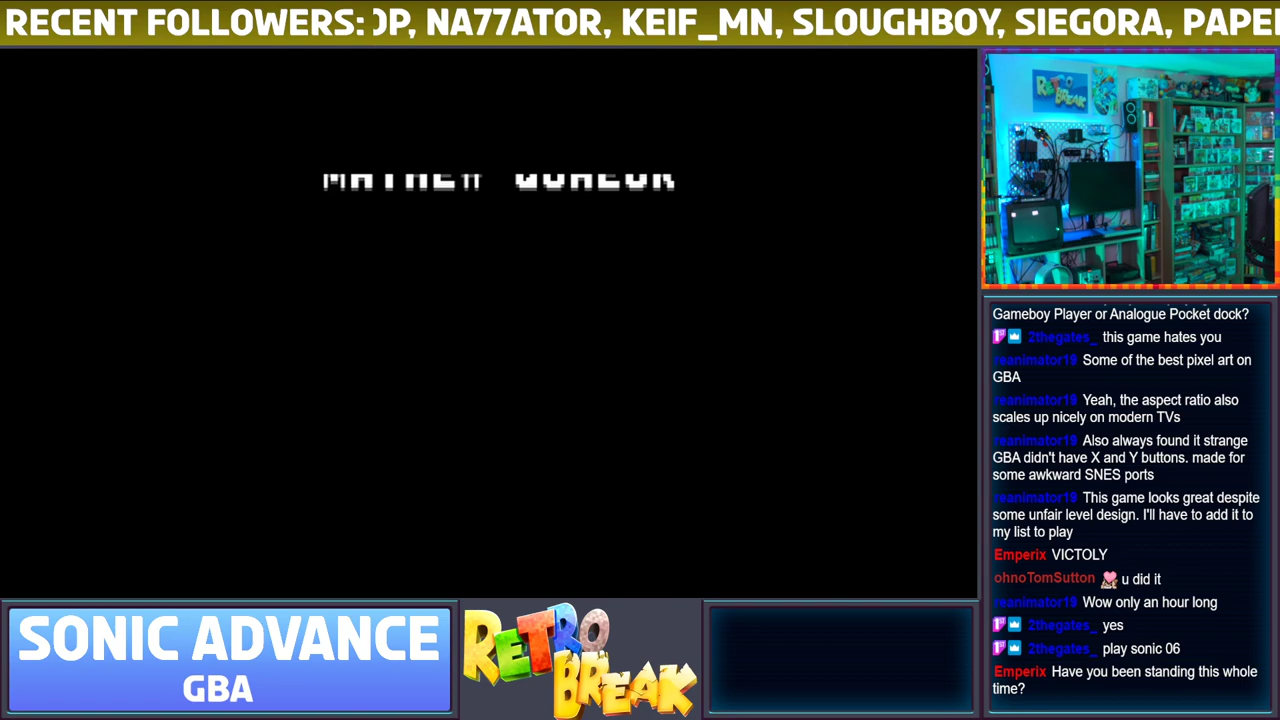 RECENT FOLLOWERS: OP, NA77ATOR, KEIF_MN, SLOUGHBOY, SIEGORA, PAPE
RETRO
BREAK
Gameboy Player or Analogue Pocket dock?
2thegates_ this game hates you
reanimator19 Some of the best pixel art on
GBA
reanimator19 Yeah, the aspect ratio also
scales up nicely on modern TVs
reanimator19 Also always found it strange
GBA didn't have X and Y buttons. made for
some awkward SNES ports
reanimator19 This game looks great despite
some unfair level design. I'll have to add it to
my list to play
Emperix VICTOLY
ohnoTomSutton u did it
reanimator19 Wow only an hour long
2thegates_ yes
2thegates_ play sonic 06
Emperix Have you been standing this whole
time?
SONIC ADVANCE
GBA
RETRO
BREAK